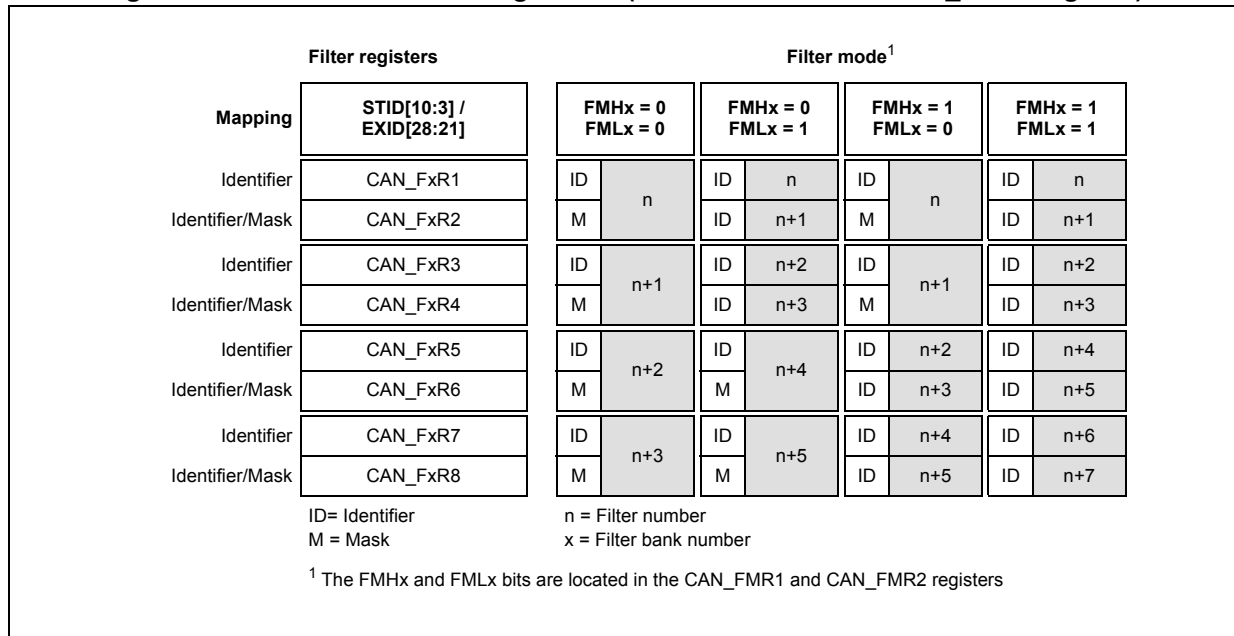 Filter registers Filter mode1
Mapping STID[10:3] / EXID[28:21] FMHx = 0 FMLx = 0 FMHx = 0 FMLx = 1 FMHx = 1 FMLx = 0 FMHx = 1 FMLx = 1
Identifier CAN_FxR1 ID n ID n ID n ID n
Identifier/Mask CAN_FxR2 M ID n+1 M ID n+1
Identifier CAN_FxR3 ID n+1 ID n+2 ID n+1 ID n+2
Identifier/Mask CAN_FxR4 M ID n+3 M ID n+3
Identifier CAN_FxR5 ID n+2 ID n+4 ID n+2 ID n+4
Identifier/Mask CAN_FxR6 M M ID n+3 ID n+5
Identifier CAN_FxR7 ID n+3 ID n+5 ID n+4 ID n+6
Identifier/Mask CAN_FxR8 M M ID n+5 ID n+7
ID= Identifier n = Filter number
M = Mask x = Filter bank number
1 The FMHx and FMLx bits are located in the CAN_FMR1 and CAN_FMR2 registers